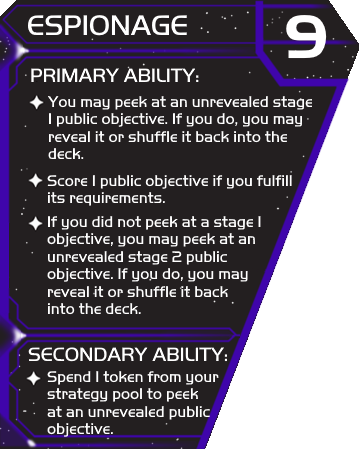 ESPIONAGE
9
PRIMARY ABILITY:
You may peek at an unrevealed stage
1 public objective. If you do, you may
reveal it or shuffle it back into the
deck.
Score 1 public objective if you fulfill
its requirements.
If you did not peek at a stage 1
objective, you may peek at an
unrevealed stage 2 public
objective. If you do, you may
reveal it or shuffle it back
into the deck.
SECONDARY ABILITY:
Spend 1 token from your
strategy pool to peek
at an unrevealed public
objective.